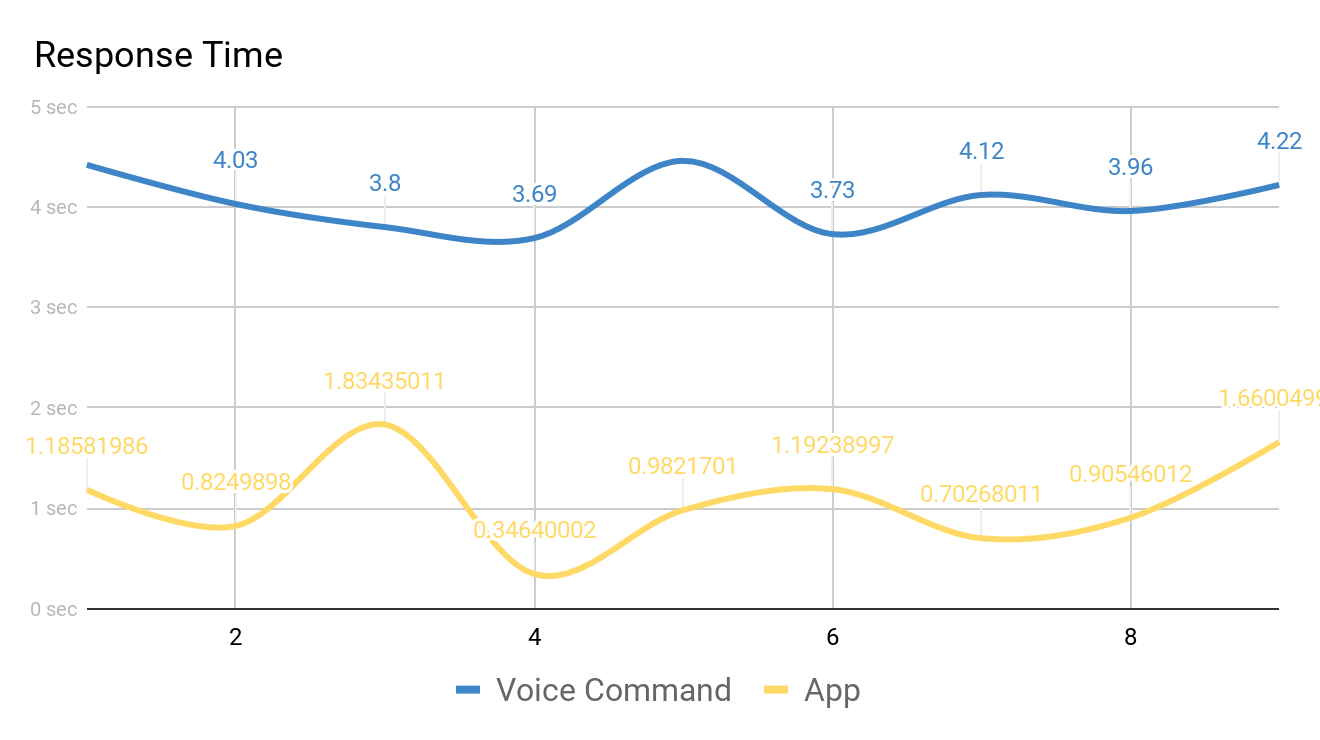 Response Time
5 sec
4.22
4.12
4.03
3.96
3.8
3.73
3.69
4 sec
3 sec
1.83435011
2 sec
1.6600499
1.18581986
1.19238997
0.9821701
0.8249898
0.90546012
0.70268011
1 sec
0.34640002
0 sec
2 4 6 8
Voice Command App